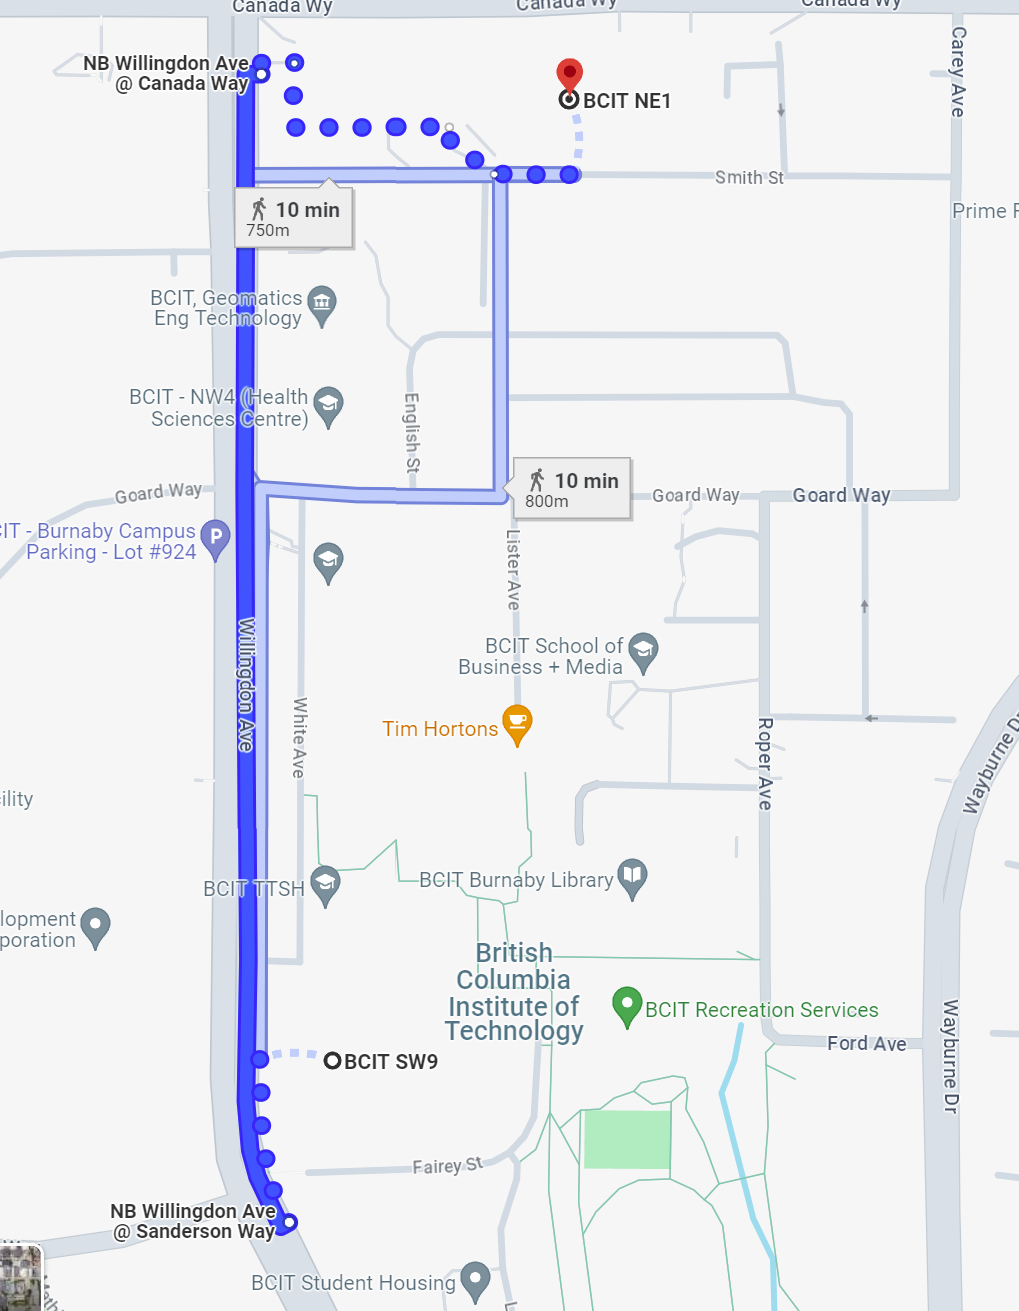 Canada Wy
Canada Wy
Canada Wy
Carey Ave
NB Willingdon Ave
@ Canada Way
BCIT NE1
Smith St
10 min
750m
Prime
BCIT, Geomatics
Eng Technology
BCIT - NW4 (Health
Sciences Centre)
English St
10 min
800m
Goard Way
Goard Way
Goard Way
CIT - Burnaby Campus
Parking - Lot #924
P
Lister Ave
Willingdon Ave
BCIT School of
Business + Media
White Ave
Tim Hortons
Roper Ave
Wayburne Dr
ility
BCIT TTSH
BCIT Burnaby Library
lopment
poration
British
Columbia
Institute of
Technology
BCIT Recreation Services
Ford Ave
Wayburne Dr
BCIT SW9
Fairey St
NB Willingdon Ave
@ Sanderson Way
BCIT Student Housing